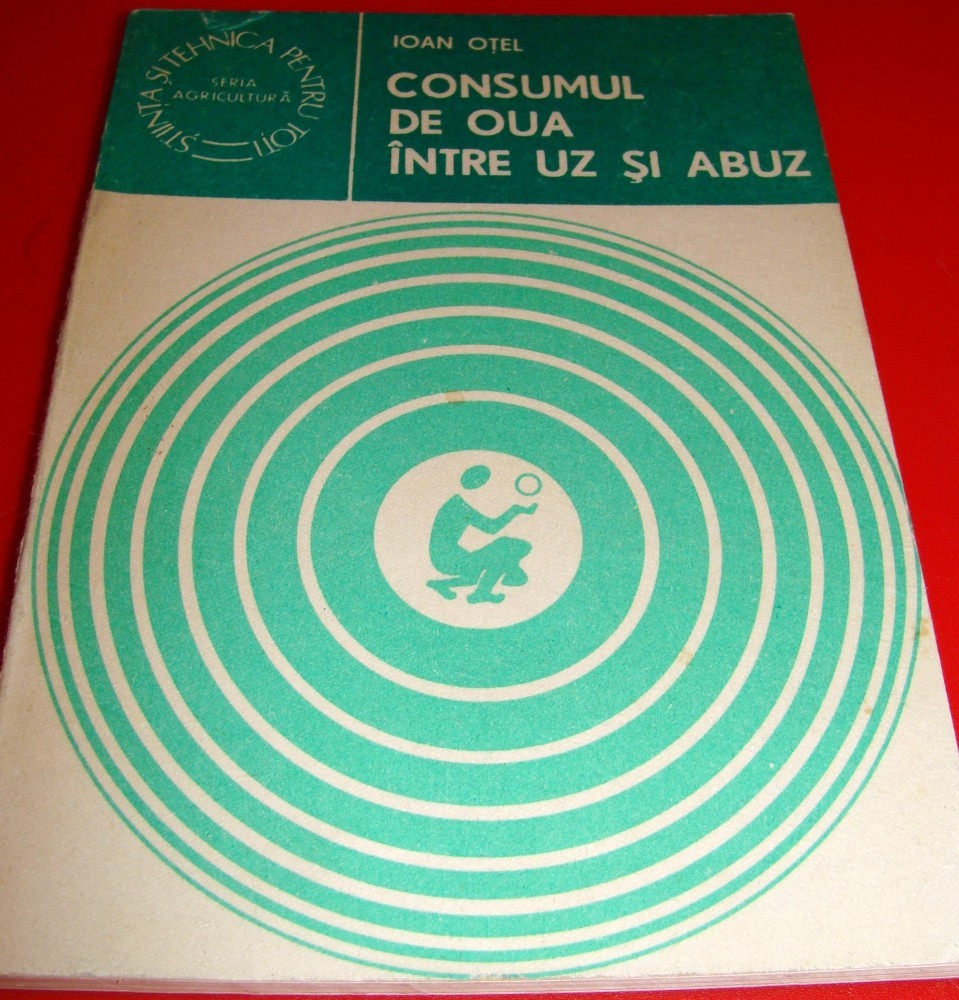 ȘTIINȚA ȘI TEHNICA PENTRU TOȚI
SERIA
AGRICULTURĂ
IOAN OȚEL
CONSUMUL
DE OUA
ÎNTRE UZ ȘI ABUZ